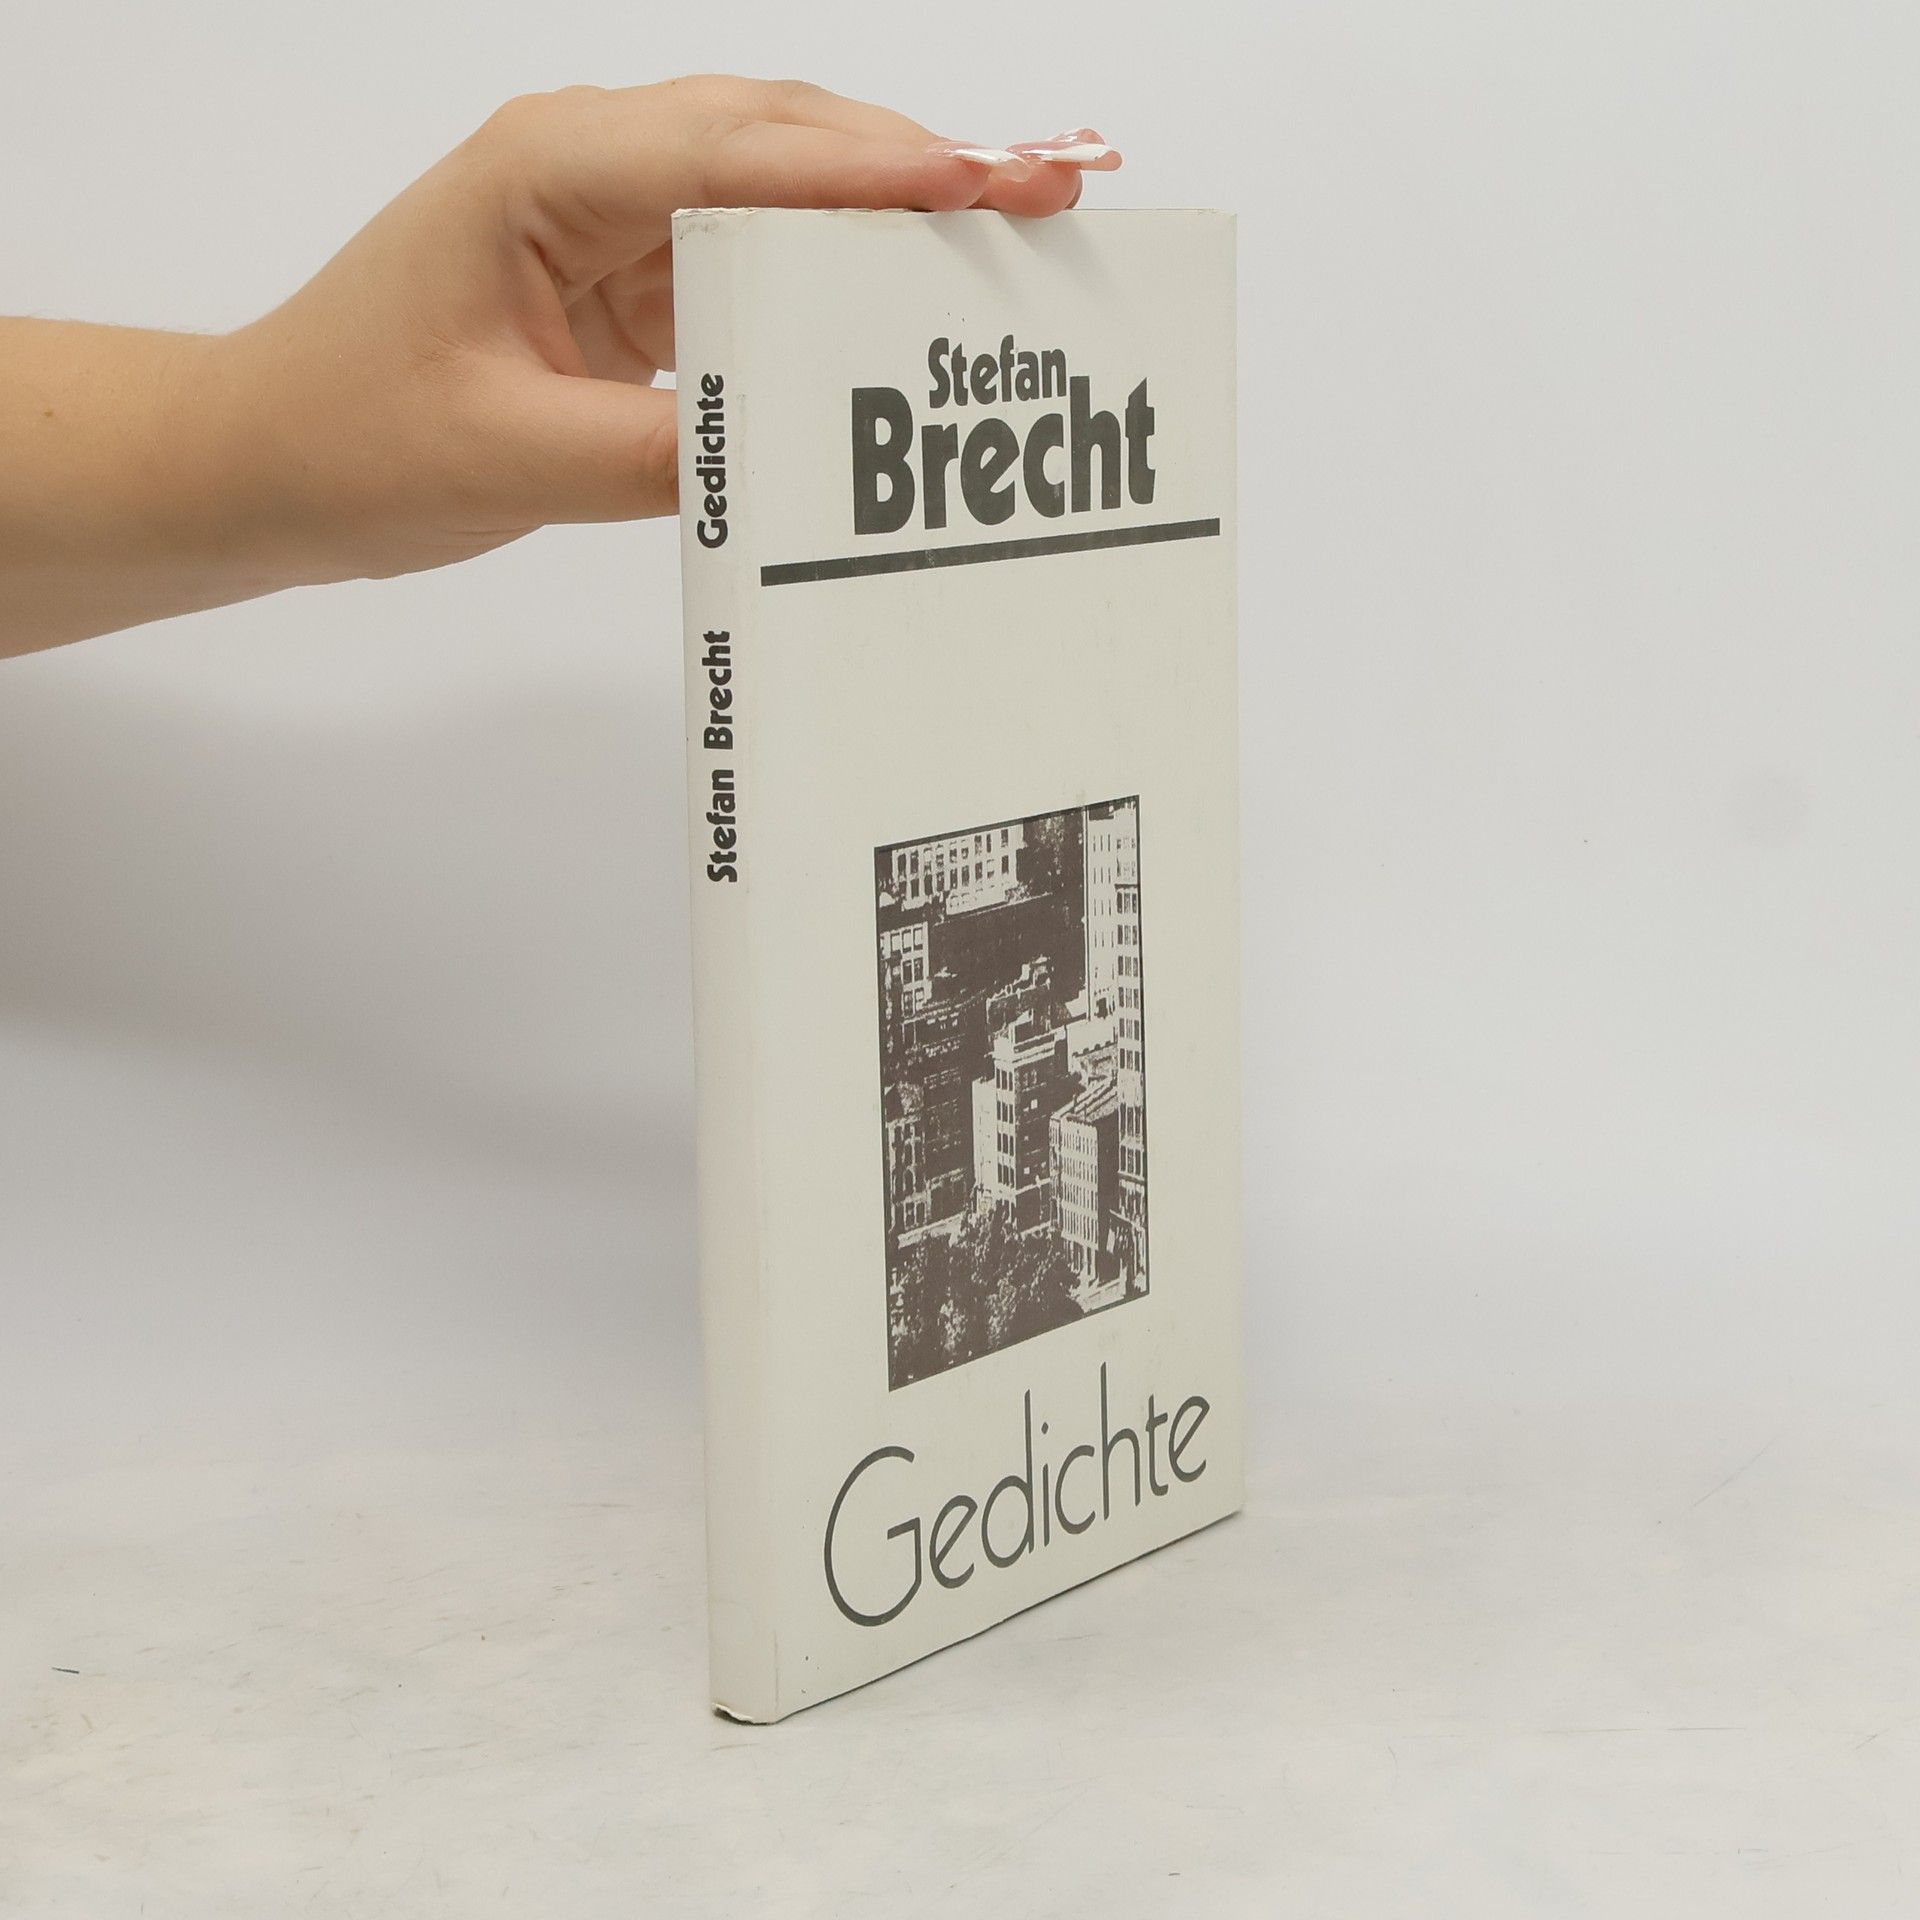 Stefan
Brecht
Gedichte
Stefan Brecht Gedichte